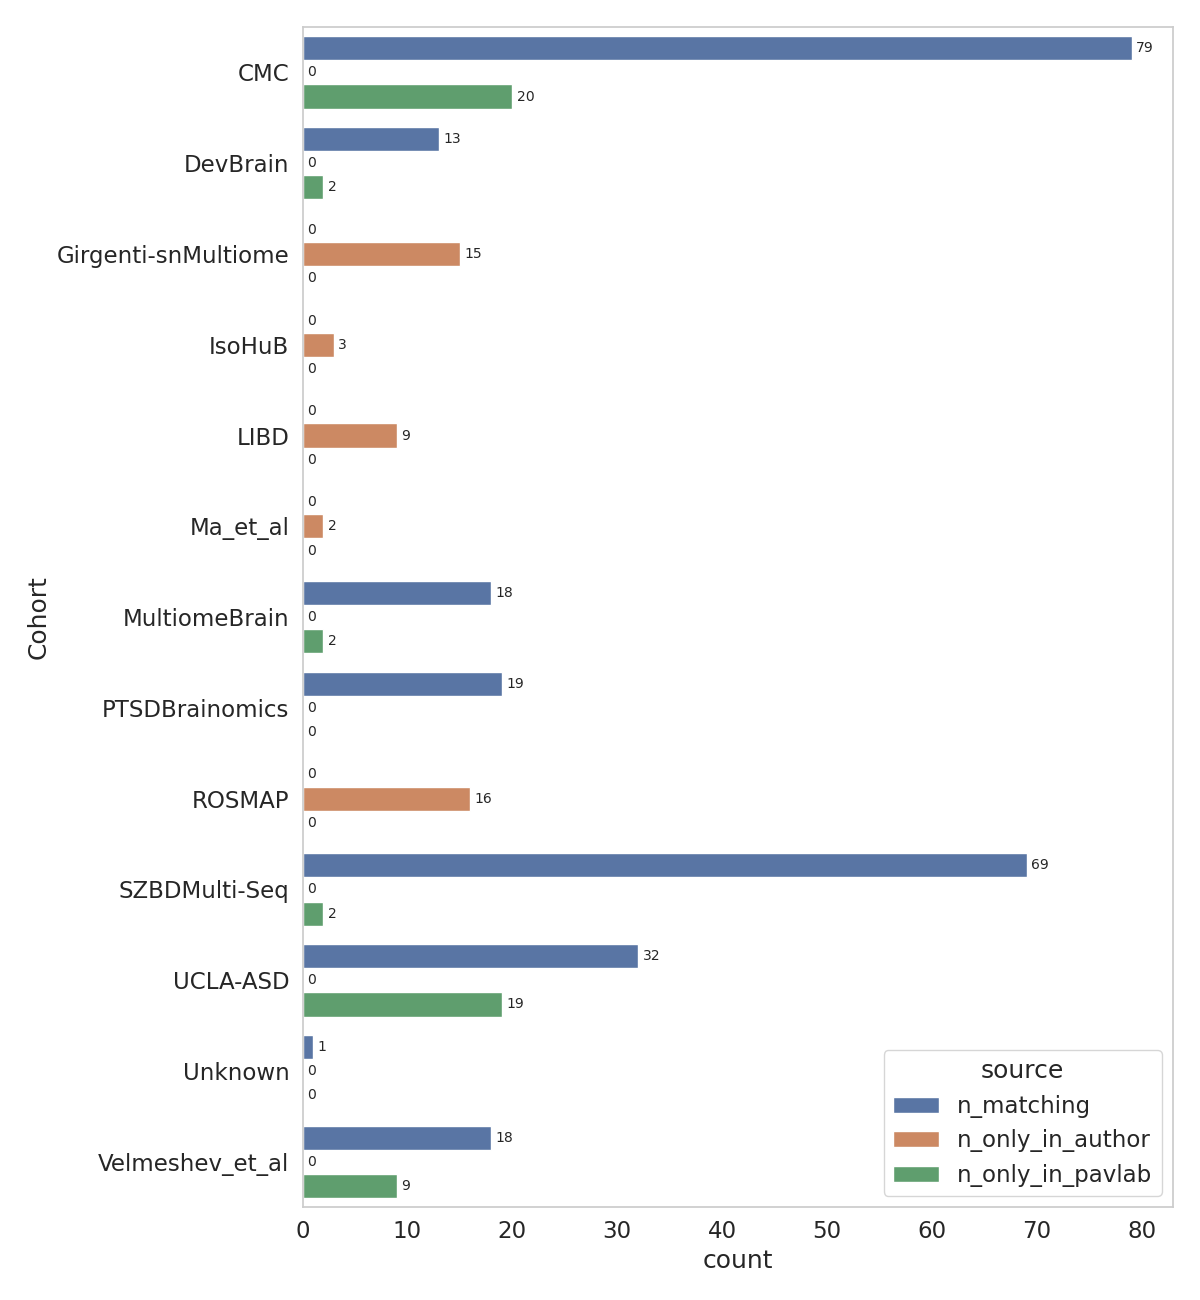 CMC
79
0
20
DevBrain
13
0
2
Girgenti-snMultiome
0
15
0
IsoHuB
0
3
0
LIBD
0
9
0
Ma_et_al
0
2
0
MultiomeBrain
18
0
2
PTSDBrainomics
19
0
0
ROSMAP
0
16
0
SZBDMulti-Seq
69
0
2
UCLA-ASD
32
0
19
Unknown
1
0
0
Velmeshev_et_al
18
0
9
Cohort
source
n_matching
n_only_in_author
n_only_in_pavlab
0 10 20 30 40 50 60 70 80
count